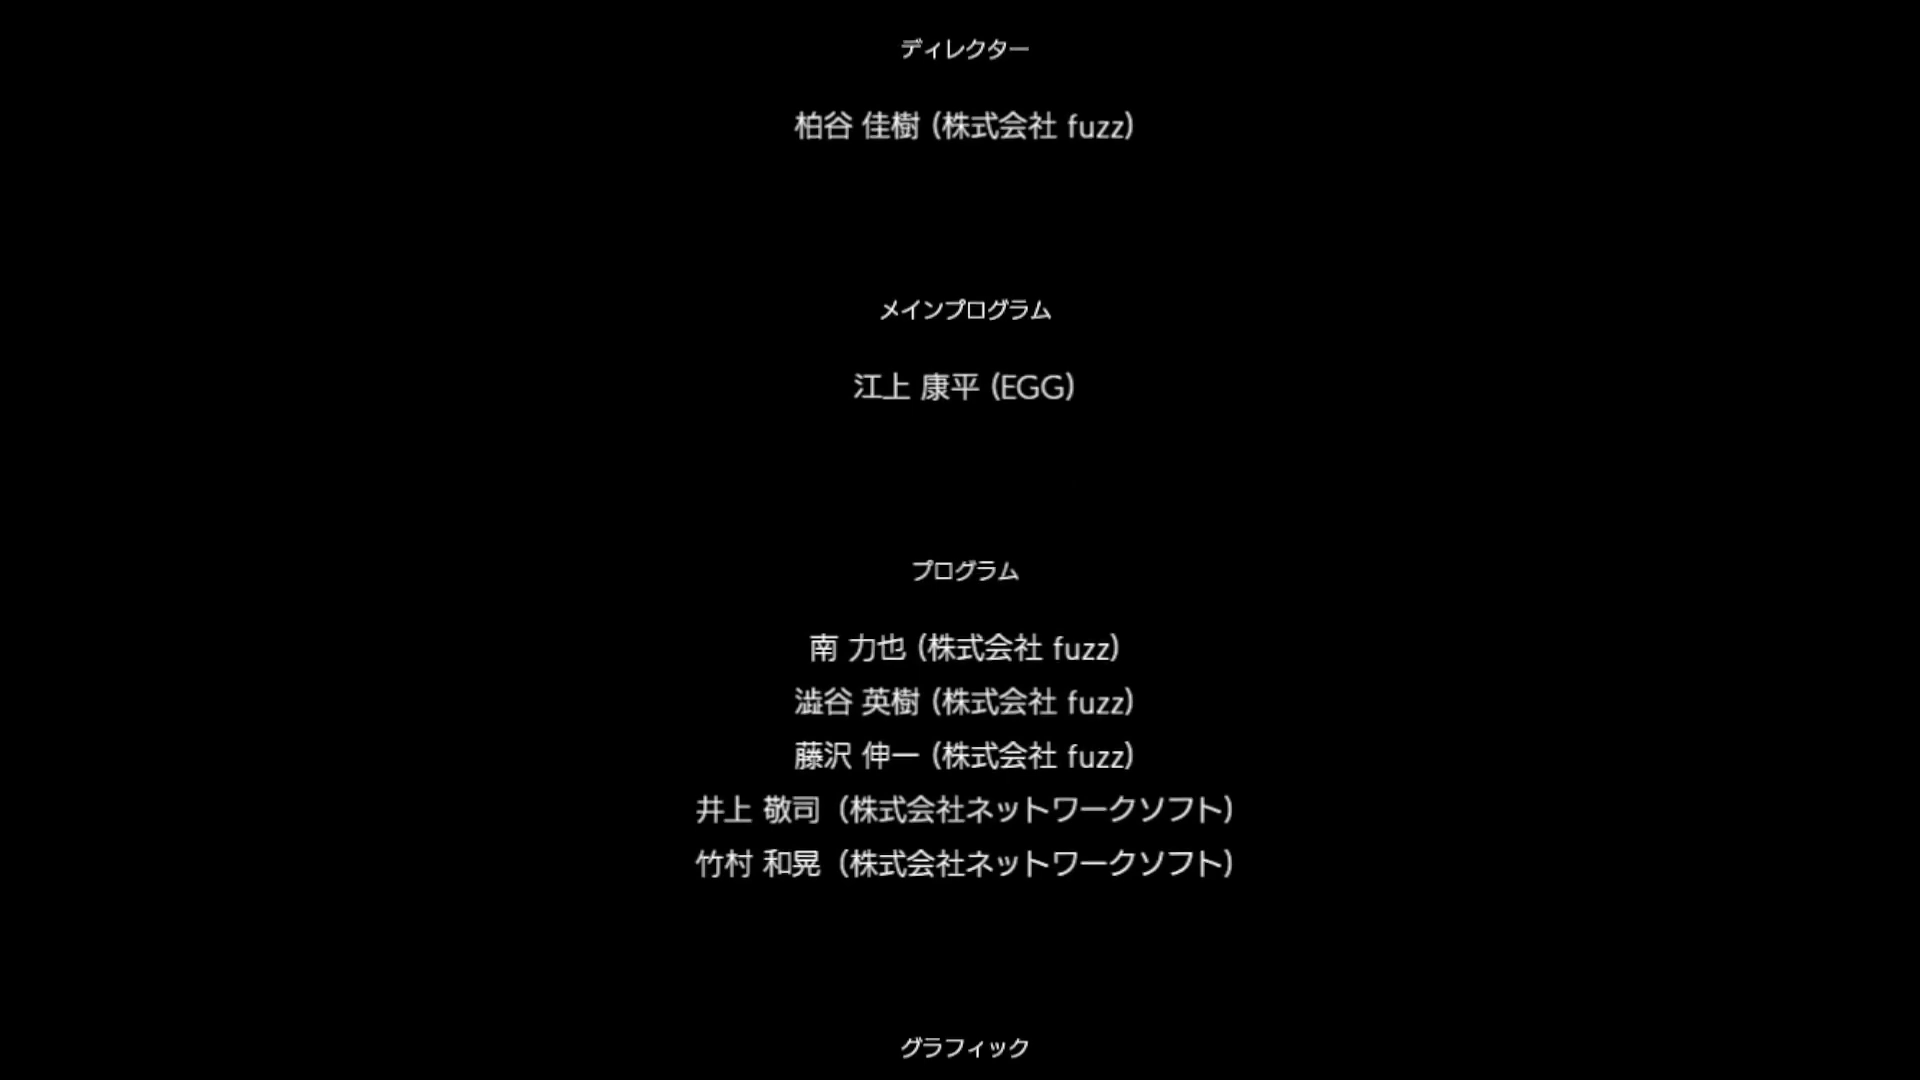 ディレクター
柏谷 佳樹 (株式会社 fuzz)
メインプログラム
江上 康平 (EGG)
プログラム
南 力也 (株式会社 fuzz)
澁谷 英樹 (株式会社 fuzz)
藤沢 伸一 (株式会社 fuzz)
井上 敬司（株式会社ネットワークソフト）
竹村 和晃（株式会社ネットワークソフト）
グラフィック